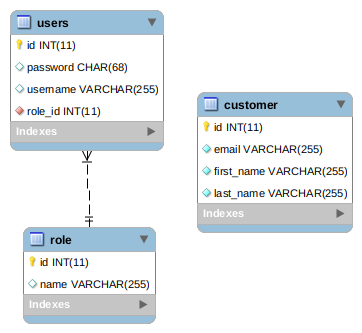 users
id INT(11)
password CHAR(68)
username VARCHAR(255)
role_id INT(11)
Indexes
customer
id INT(11)
email VARCHAR(255)
first_name VARCHAR(255)
last_name VARCHAR(255)
Indexes
role
id INT(11)
name VARCHAR(255)
Indexes